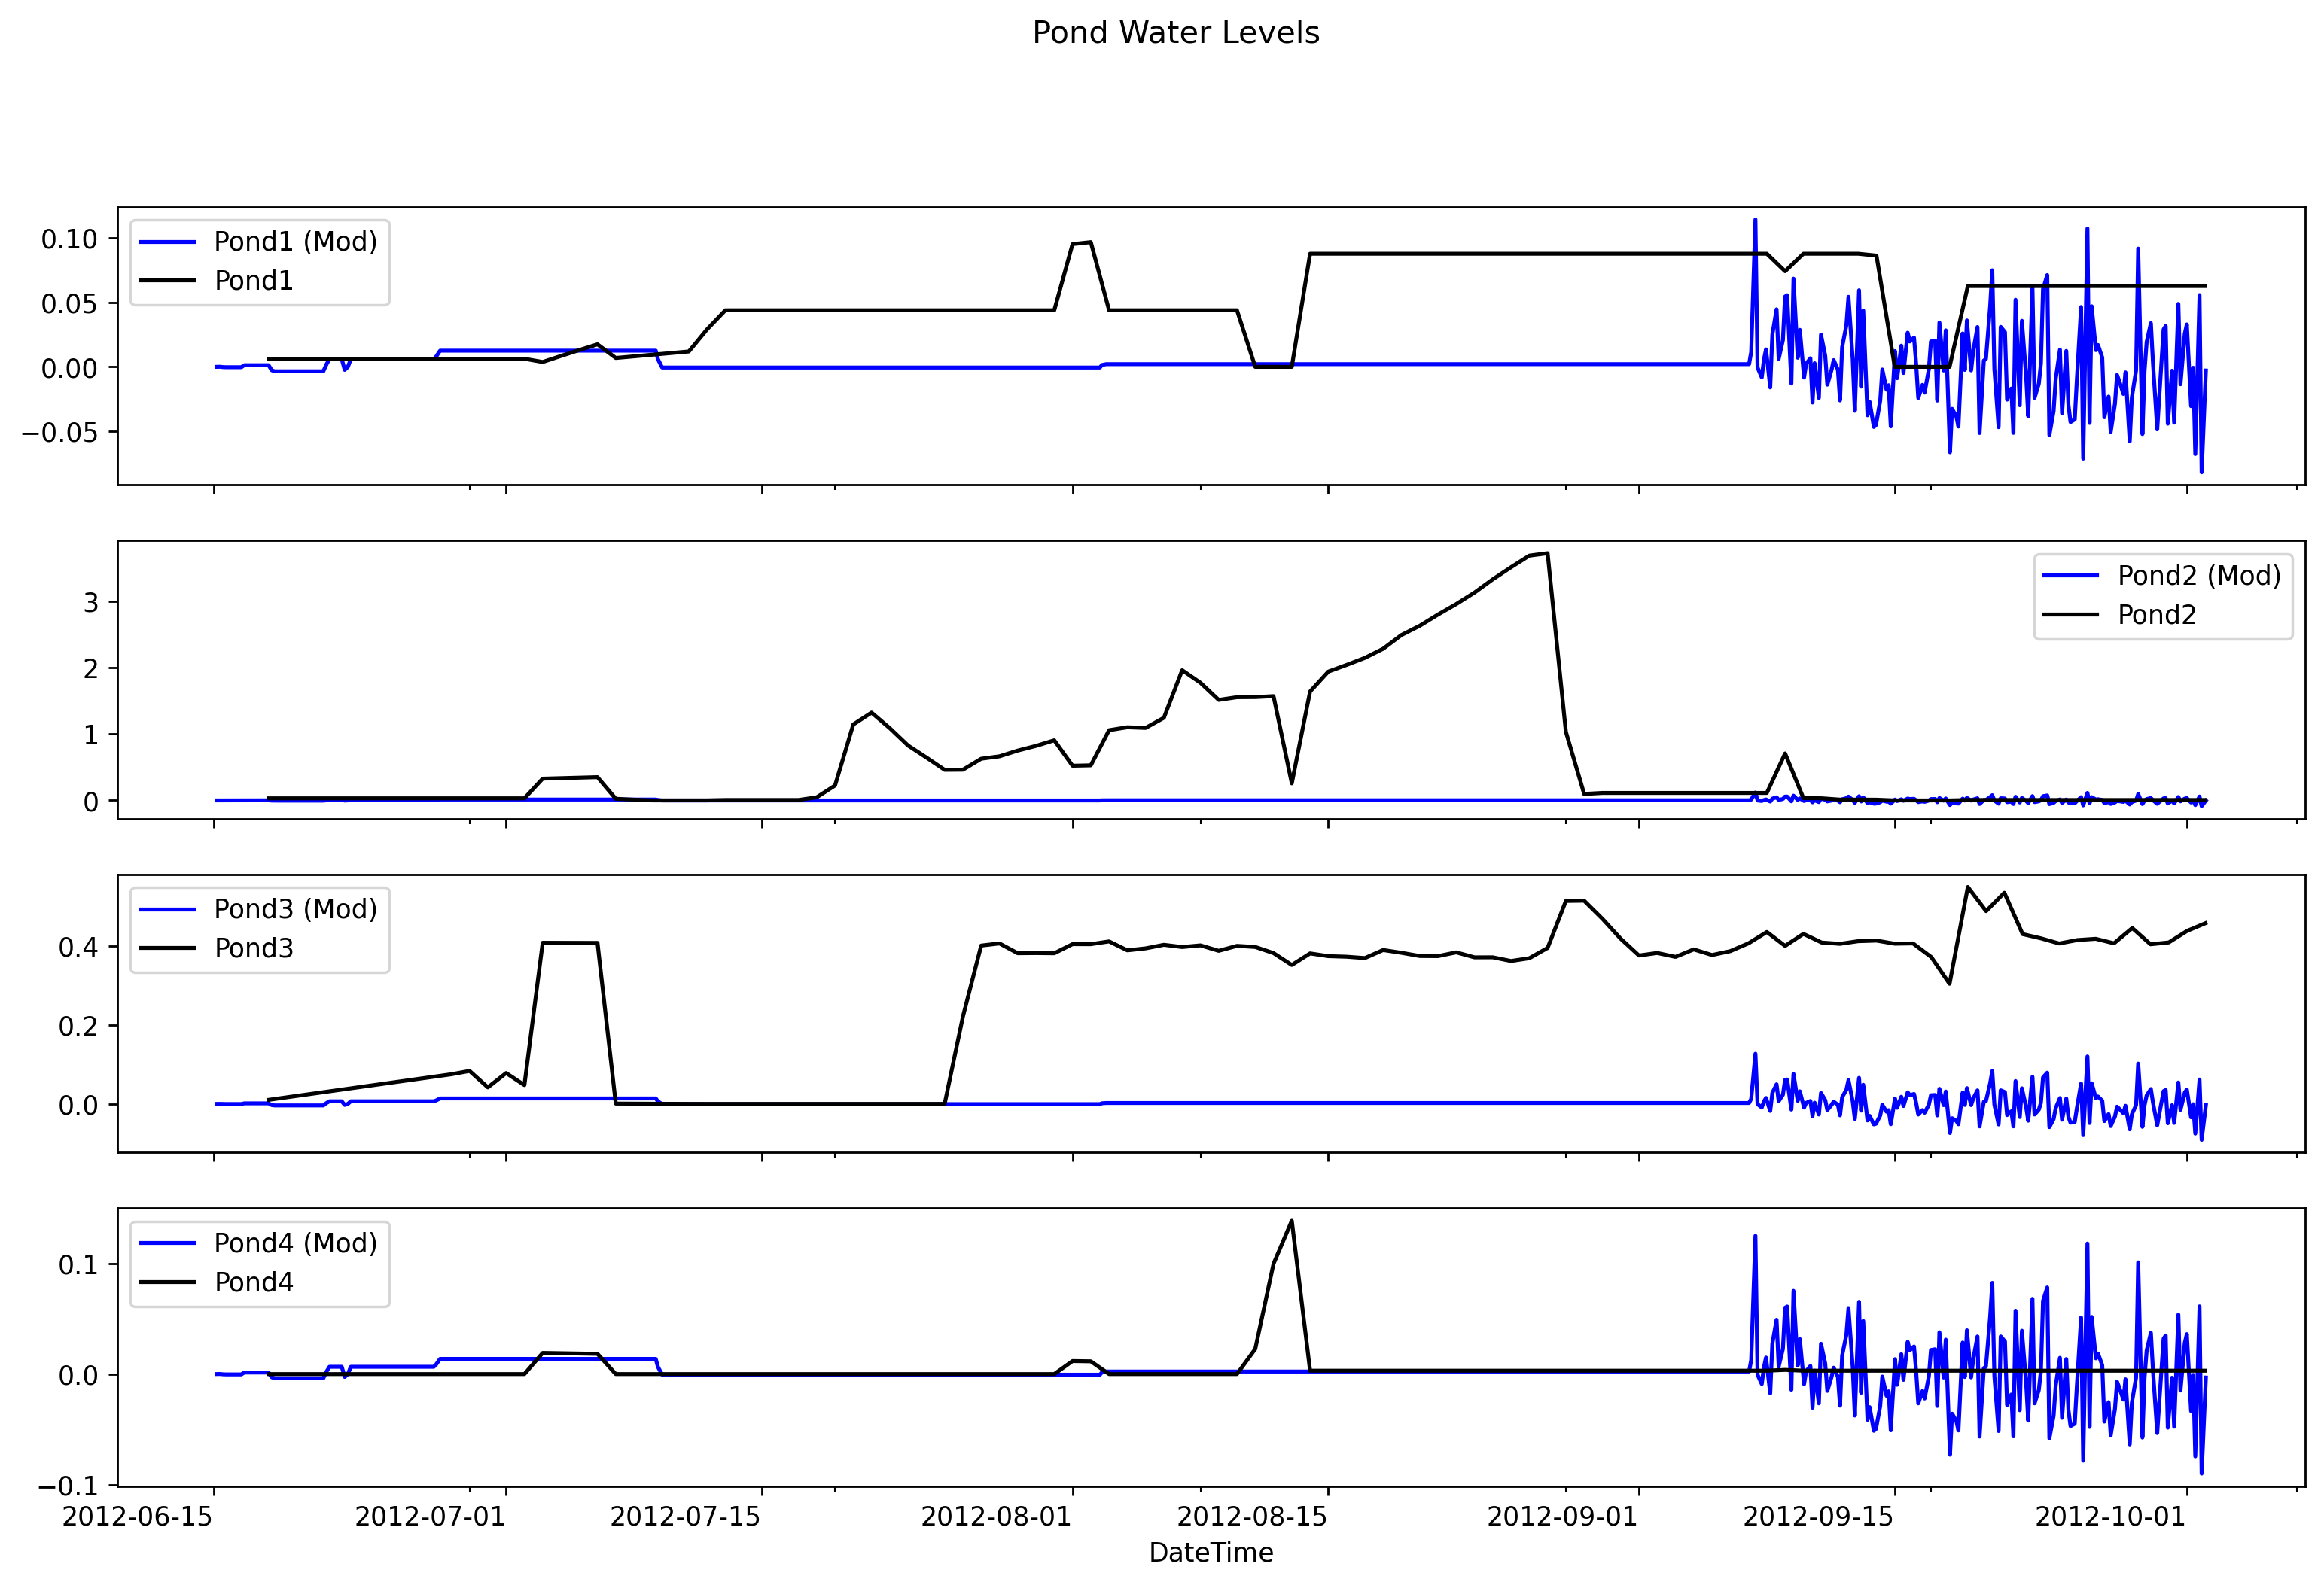 Pond Water Levels
0.10
0.05
0.00
−0.05
Pond1 (Mod)
Pond1
3
2
1
0
Pond2 (Mod)
Pond2
0.4
0.2
0.0
Pond3 (Mod)
Pond3
0.1
0.0
−0.1
Pond4 (Mod)
Pond4
2012-06-15 2012-07-01 2012-07-15 2012-08-01 2012-08-15 2012-09-01 2012-09-15 2012-10-01
DateTime